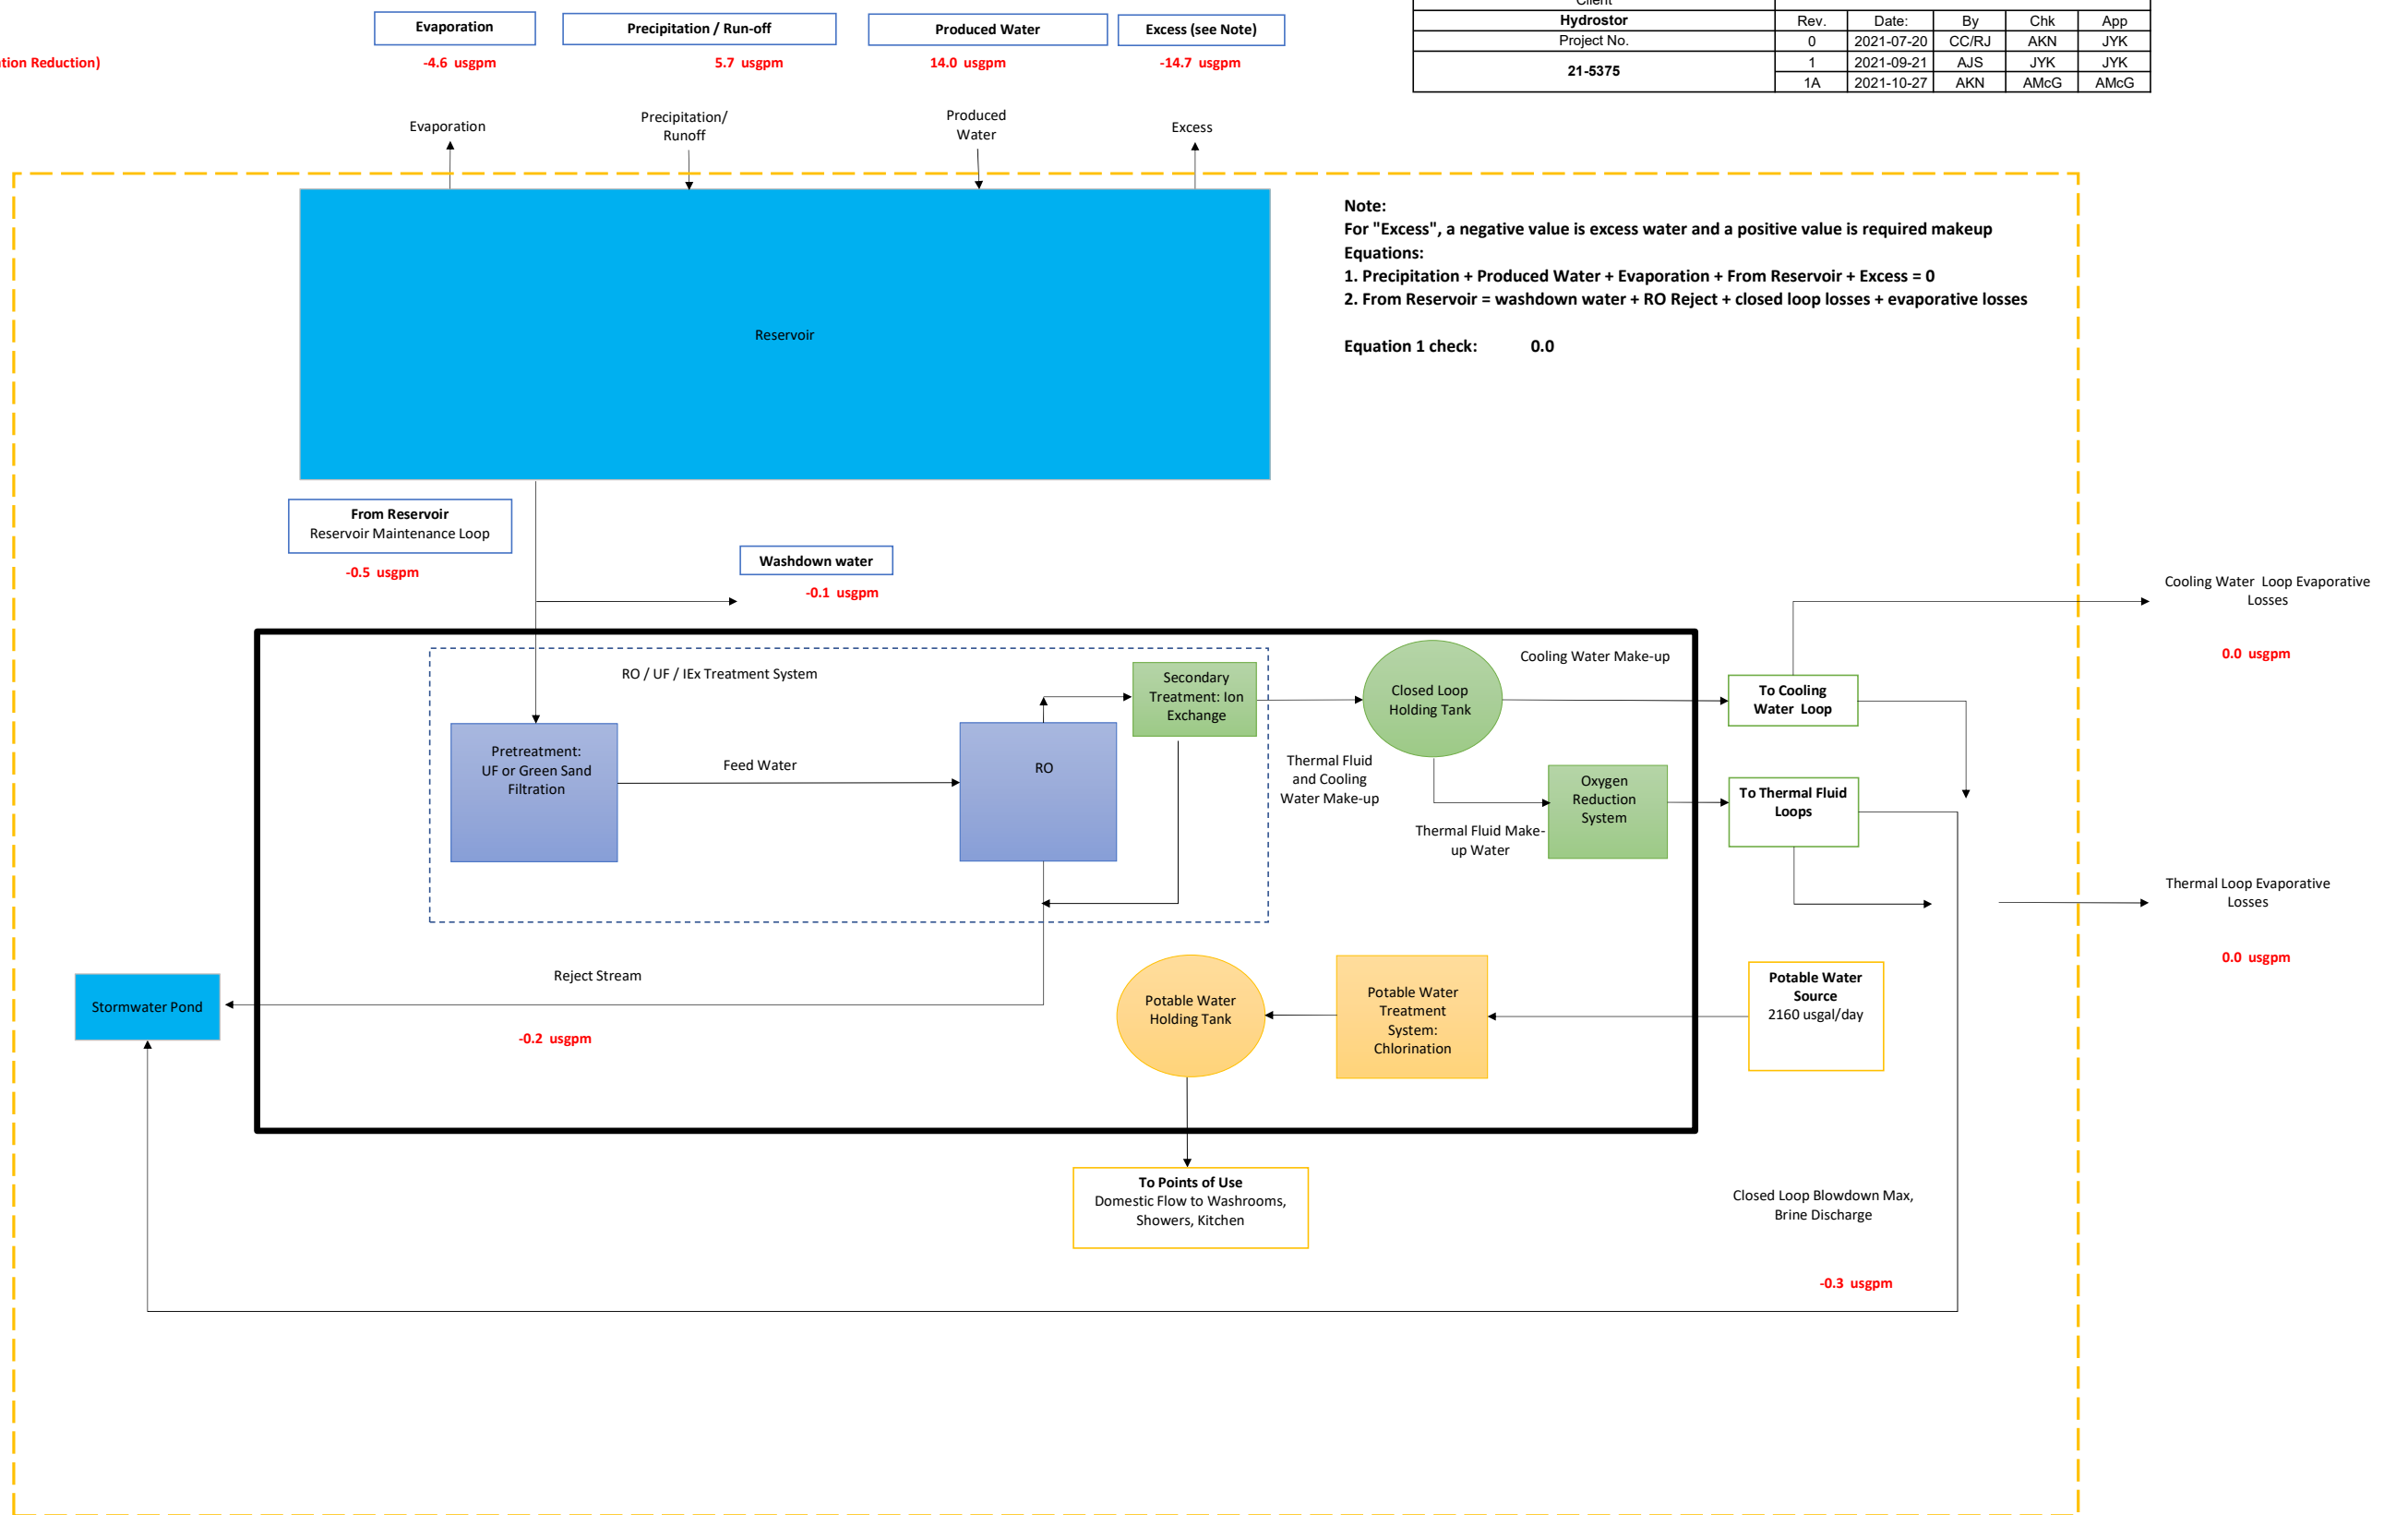 Client
Hydrostor
Rev. Date: By Chk App
Project No.
0 2021-07-20 CC/RJ AKN JYK
21-5375
1 2021-09-21 AJS JYK JYK
1A 2021-10-27 AKN AMcG AMcG
Evaporation
Precipitation / Run-off
Produced Water
Excess (see Note)
tion Reduction)
-4.6 usgpm
5.7 usgpm
14.0 usgpm
-14.7 usgpm
Evaporation
Precipitation/
Runoff
Produced
Water
Excess
Reservoir
Note:
For "Excess", a negative value is excess water and a positive value is required makeup
Equations:
1. Precipitation + Produced Water + Evaporation + From Reservoir + Excess = 0
2. From Reservoir = washdown water + RO Reject + closed loop losses + evaporative losses
Equation 1 check: 0.0
From Reservoir
Reservoir Maintenance Loop
-0.5 usgpm
Washdown water
-0.1 usgpm
Cooling Water Loop Evaporative
Losses
0.0 usgpm
RO / UF / IEx Treatment System
Secondary
Treatment: Ion
Exchange
Closed Loop
Holding Tank
Cooling Water Make-up
To Cooling
Water Loop
Pretreatment:
UF or Green Sand
Filtration
Feed Water
RO
Thermal Fluid
and Cooling
Water Make-up
Oxygen
Reduction
System
To Thermal Fluid
Loops
Thermal Fluid Make-
up Water
Thermal Loop Evaporative
Losses
0.0 usgpm
Reject Stream
Stormwater Pond
-0.2 usgpm
Potable Water
Holding Tank
Potable Water
Treatment
System:
Chlorination
Potable Water
Source
2160 usgal/day
To Points of Use
Domestic Flow to Washrooms,
Showers, Kitchen
Closed Loop Blowdown Max,
Brine Discharge
-0.3 usgpm